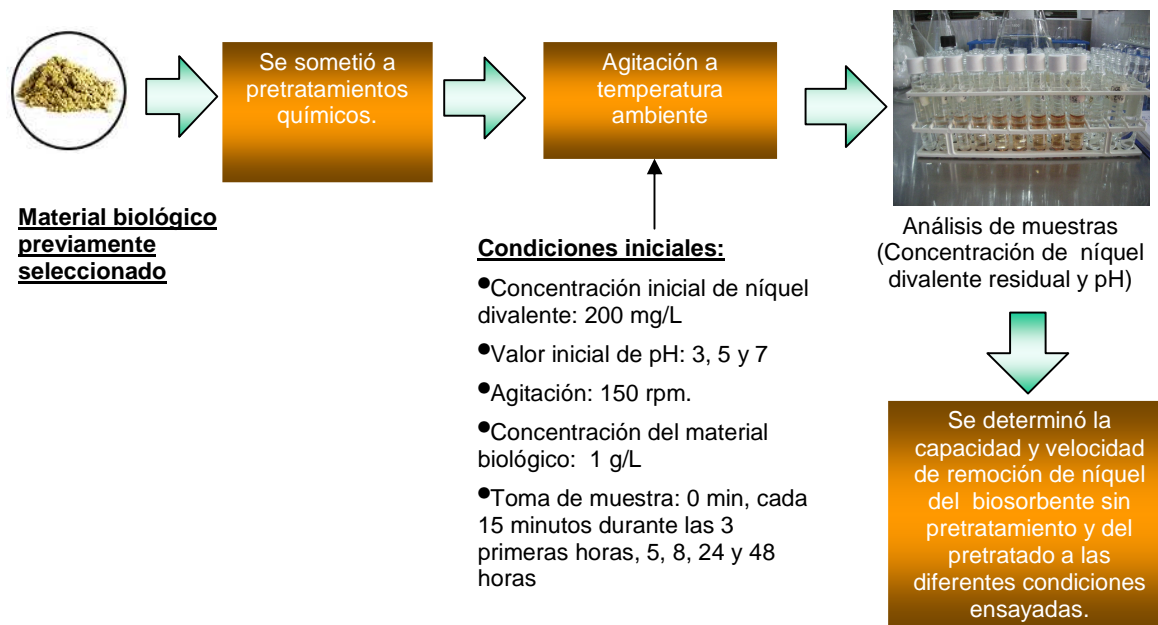 Material biológico
previamente
seleccionado
Se sometió a
pretratamientos
químicos.
Agitación a
temperatura
ambiente
Condiciones iniciales:
●Concentración inicial de níquel
divalente: 200 mg/L
●Valor inicial de pH: 3, 5 y 7
●Agitación: 150 rpm.
●Concentración del material
biológico: 1 g/L
●Toma de muestra: 0 min, cada
15 minutos durante las 3
primeras horas, 5, 8, 24 y 48
horas
Análisis de muestras
(Concentración de níquel
divalente residual y pH)
Se determinó la
capacidad y velocidad
de remoción de níquel
del biosorbente sin
pretratamiento y del
pretratado a las
diferentes condiciones
ensayadas.